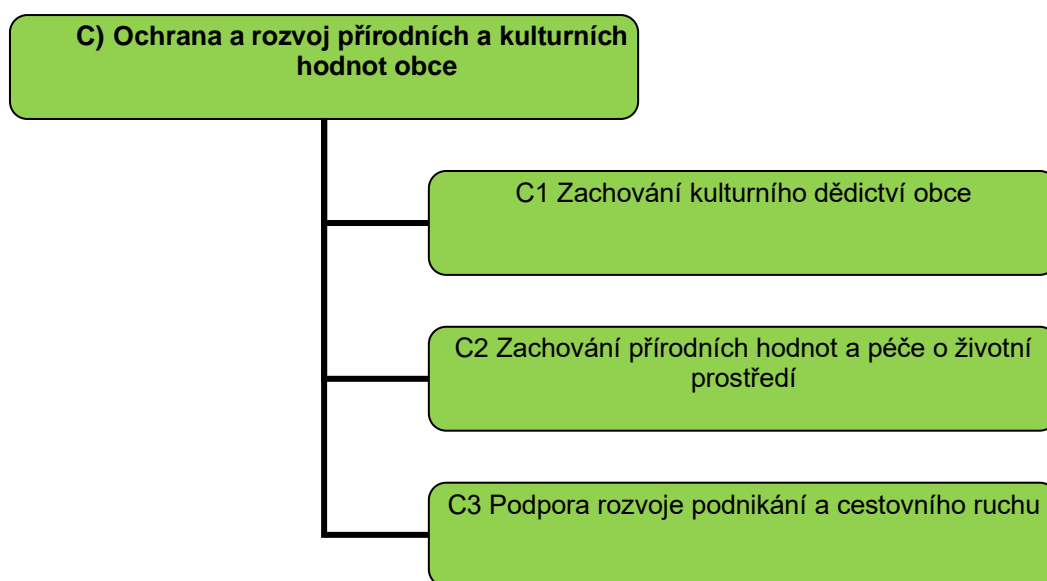 C) Ochrana a rozvoj přírodních a kulturních
hodnot obce
C1 Zachování kulturního dědictví obce
C2 Zachování přírodních hodnot a péče o životní
prostředí
C3 Podpora rozvoje podnikání a cestovního ruchu